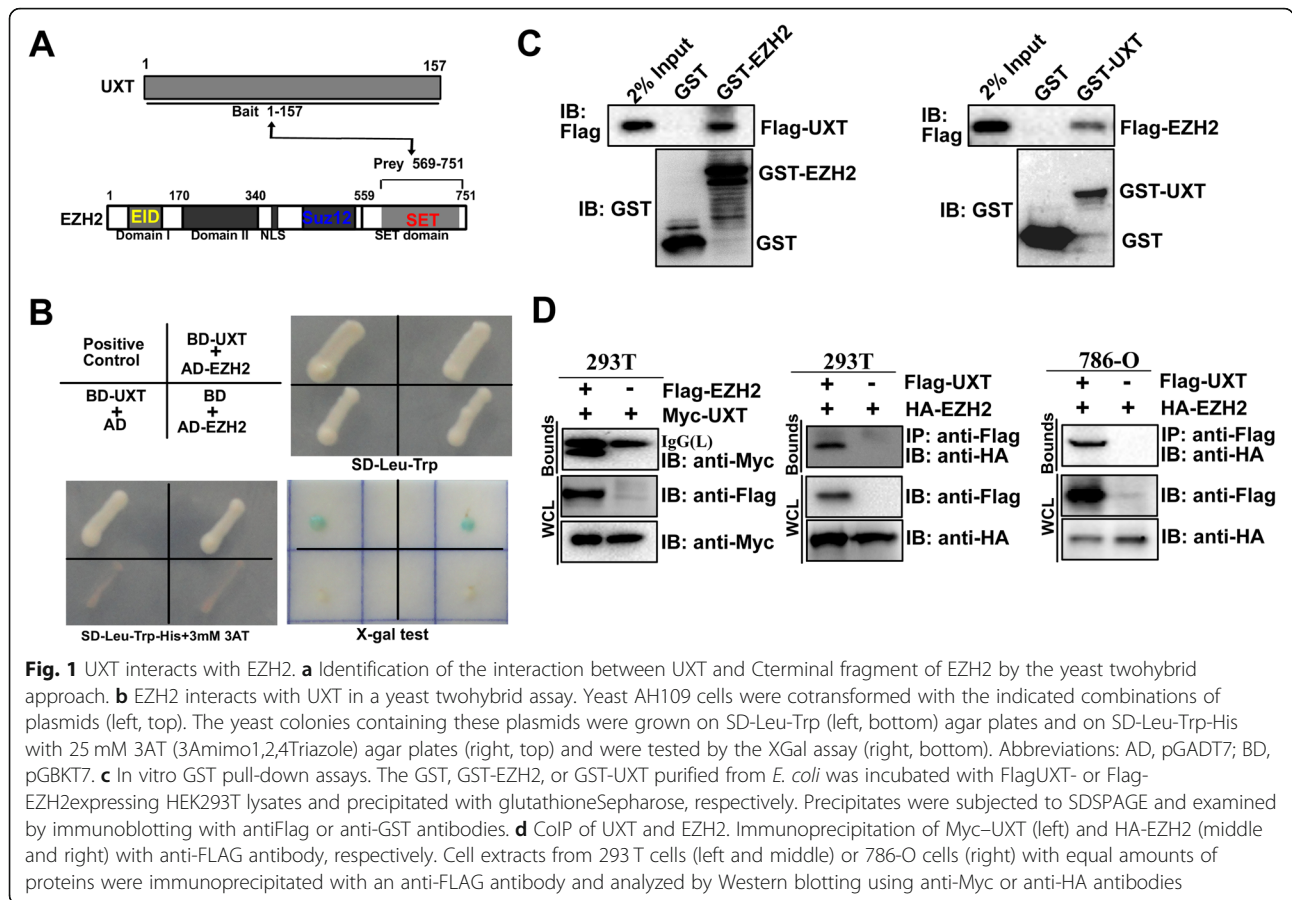 A
1 157
UXT
Bait 1-157
Prey 569-751
1 170 340 559 751
EZH2 EID Suz12 SET
Domain I Domain II NLS SET domain
B
Positive Control
BD-UXT + AD-EZH2
BD-UXT + AD
BD + AD-EZH2
SD-Leu-Trp
SD-Leu-Trp-His+3mM 3AT
X-gal test
C
2% Input GST GST-EZH2
IB: Flag
Flag-UXT
GST-EZH2
IB: GST
GST
2% Input GST GST-UXT
IB: Flag
Flag-EZH2
GST-UXT
IB: GST
GST
D
293T
+ - Flag-EZH2
+ + Myc-UXT
Bounds
IgG(L)
IB: anti-Myc
WCL
IB: anti-Flag
IB: anti-Myc
293T
+ - Flag-UXT
+ + HA-EZH2
Bounds
IP: anti-Flag
IB: anti-HA
WCL
IB: anti-Flag
IB: anti-HA
786-O
+ - Flag-UXT
+ + HA-EZH2
Bounds
IP: anti-Flag
IB: anti-HA
WCL
IB: anti-Flag
IB: anti-HA
Fig. 1 UXT interacts with EZH2. a Identification of the interaction between UXT and Cterminal fragment of EZH2 by the yeast twohybrid
approach. b EZH2 interacts with UXT in a yeast twohybrid assay. Yeast AH109 cells were cotransformed with the indicated combinations of
plasmids (left, top). The yeast colonies containing these plasmids were grown on SD-Leu-Trp (left, bottom) agar plates and on SD-Leu-Trp-His
with 25 mM 3AT (3Amimo1,2,4Triazole) agar plates (right, top) and were tested by the XGal assay (right, bottom). Abbreviations: AD, pGADT7; BD,
pGBKT7. c In vitro GST pull-down assays. The GST, GST-EZH2, or GST-UXT purified from E. coli was incubated with FlagUXT- or Flag-
EZH2expressing HEK293T lysates and precipitated with glutathioneSepharose, respectively. Precipitates were subjected to SDSPAGE and examined
by immunoblotting with antiFlag or anti-GST antibodies. d CoIP of UXT and EZH2. Immunoprecipitation of Myc–UXT (left) and HA-EZH2 (middle
and right) with anti-FLAG antibody, respectively. Cell extracts from 293 T cells (left and middle) or 786-O cells (right) with equal amounts of
proteins were immunoprecipitated with an anti-FLAG antibody and analyzed by Western blotting using anti-Myc or anti-HA antibodies